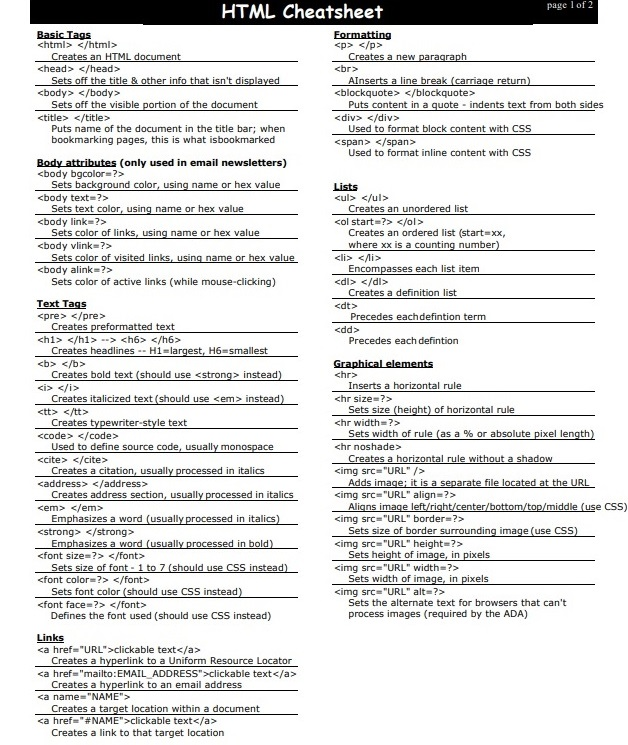 HTML Cheatsheet
page 1 of 2
Basic Tags
<html> </html>
Creates an HTML document
<head> </head>
Sets off the title & other info that isn't displayed
<body> </body>
Sets off the visible portion of the document
<title> </title>
Puts name of the document in the title bar; when
bookmarking pages, this is what isbookmarked
Body attributes (only used in email newsletters)
<body bgcolor=?>
Sets background color, using name or hex value
<body text=?>
Sets text color, using name or hex value
<body link=?>
Sets color of links, using name or hex value
<body vlink=?>
Sets color of visited links, using name or hex value
<body alink=?>
Sets color of active links (while mouse-clicking)
Text Tags
<pre> </pre>
Creates preformatted text
<h1> </h1> --> <h6> </h6>
Creates headlines -- H1=largest, H6=smallest
<b> </b>
Creates bold text (should use <strong> instead)
<i> </i>
Creates italicized text (should use <em> instead)
<tt> </tt>
Creates typewriter-style text
<code> </code>
Used to define source code, usually monospace
<cite> </cite>
Creates a citation, usually processed in italics
<address> </address>
Creates address section, usually processed in italics
<em> </em>
Emphasizes a word (usually processed in italics)
<strong> </strong>
Emphasizes a word (usually processed in bold)
<font size=?> </font>
Sets size of font - 1 to 7 (should use CSS instead)
<font color=?> </font>
Sets font color (should use CSS instead)
<font face=?> </font>
Defines the font used (should use CSS instead)
Links
<a href="URL">clickable text</a>
Creates a hyperlink to a Uniform Resource Locator
<a href="mailto:EMAIL_ADDRESS">clickable text</a>
Creates a hyperlink to an email address
<a name="NAME">
Creates a target location within a document
<a href="#NAME">clickable text</a>
Creates a link to that target location
Formatting
<p> </p>
Creates a new paragraph
<br>
AInserts a line break (carriage return)
<blockquote> </blockquote>
Puts content in a quote - indents text from both sides
<div> </div>
Used to format block content with CSS
<span> </span>
Used to format inline content with CSS
Lists
<ul> </ul>
Creates an unordered list
<ol start=?> </ol>
Creates an ordered list (start=xx,
where xx is a counting number)
<li> </li>
Encompasses each list item
<dl> </dl>
Creates a definition list
<dt>
Precedes eachdefintion term
<dd>
Precedes each defintion
Graphical elements
<hr>
Inserts a horizontal rule
<hr size=?>
Sets size (height) of horizontal rule
<hr width=?>
Sets width of rule (as a % or absolute pixel length)
<hr noshade>
Creates a horizontal rule without a shadow
<img src="URL" />
Adds image; it is a separate file located at the URL
<img src="URL" align=?>
Aligns image left/right/center/bottom/top/middle (use CSS)
<img src="URL" border=?>
Sets size of border surrounding image (use CSS)
<img src="URL" height=?>
Sets height of image, in pixels
<img src="URL" width=?>
Sets width of image, in pixels
<img src="URL" alt=?>
Sets the alternate text for browsers that can't
process images (required by the ADA)